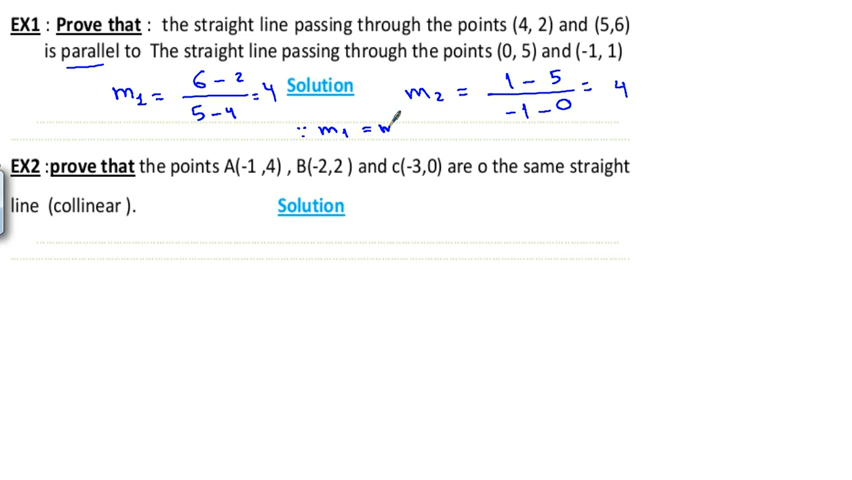 EX1 : Prove that : the straight line passing through the points (4, 2) and (5,6)
is parallel to The straight line passing through the points (0, 5) and (-1, 1)
m1 = 6 - 2 / 5 - 4 = 4 Solution m2 = 1 - 5 / -1 - 0 = 4
∵ m1 = m
EX2 :prove that the points A(-1 ,4) , B(-2,2 ) and c(-3,0) are o the same straight
line (collinear ). Solution